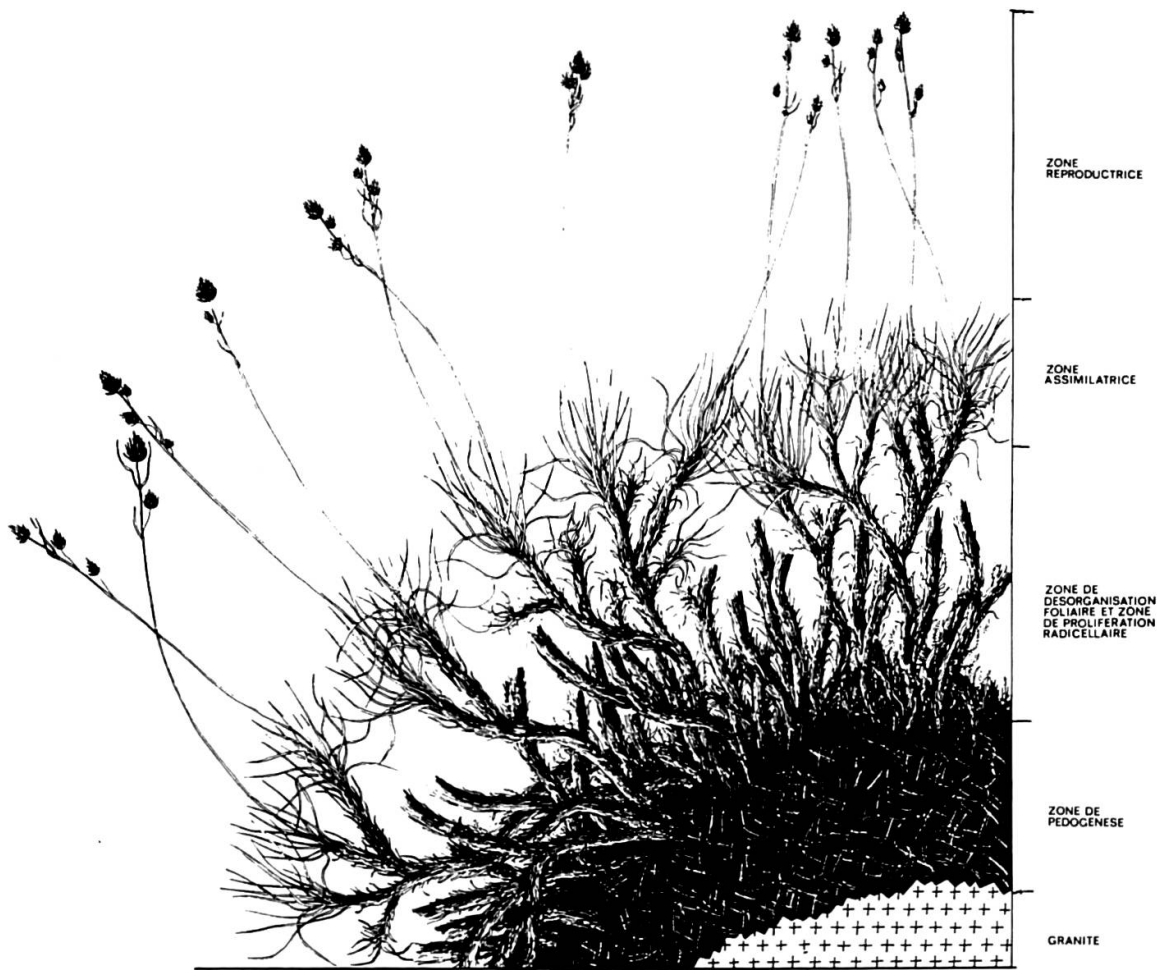 ZONE
REPRODUCTRICE
ZONE
ASSIMILATRICE
ZONE DE
DESORGANISATION
FOLIAIRE ET ZONE
DE PROLIFERATION
RADICELLAIRE
ZONE DE
PEDOGENESE
GRANITE